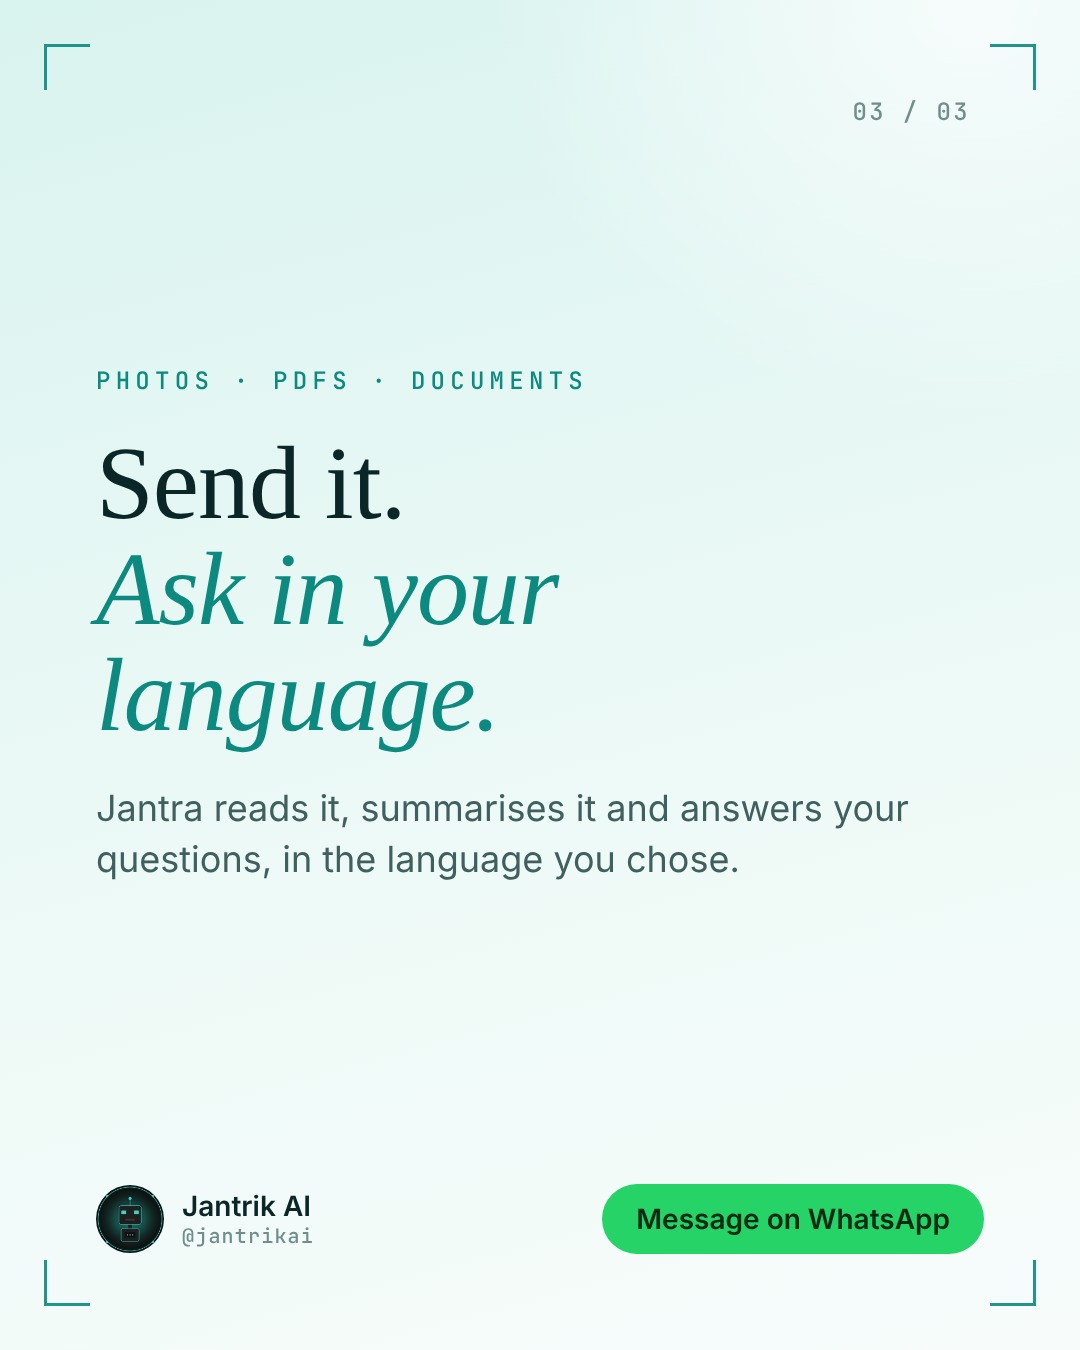 03 / 03
PHOTOS · PDFS · DOCUMENTS
Send it.
Ask in your
language.
Jantra reads it, summarises it and answers your
questions, in the language you chose.
Jantrik AI
@jantrikai
Message on WhatsApp